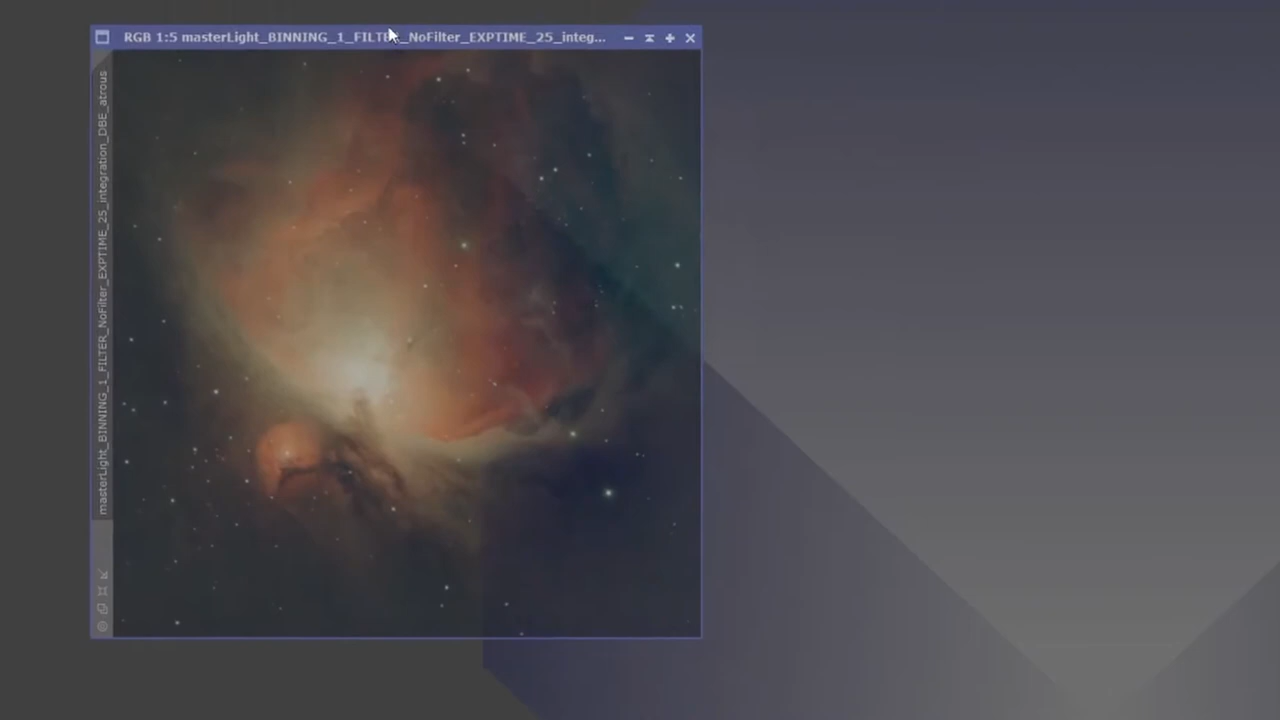 RGB 1:5 masterLight_BINNING_1_FILTER_NoFilter_EXPTIME_25_integ...
masterLight_BINNING_1_FILTER_NoFilter_EXPTIME_25_integration_DBE_atrous